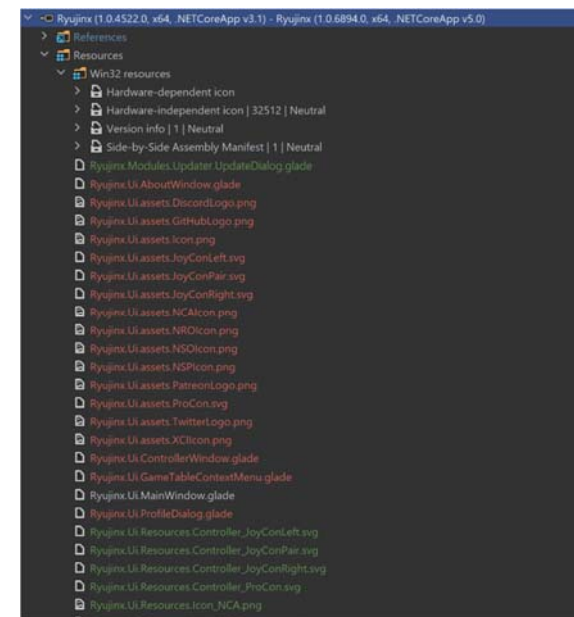 Ryujinx (1.0.4522.0, x64, .NETCoreApp v3.1) - Ryujinx (1.0.6894.0, x64, .NETCoreApp v5.0)
References
Resources
Win32 resources
Hardware-dependent icon
Hardware-independent icon | 32512 | Neutral
Version info | 1 | Neutral
Side-by-Side Assembly Manifest | 1 | Neutral
Ryujinx.Modules.Updater.UpdateDialog.glade
Ryujinx.Ui.AboutWindow.glade
Ryujinx.Ui.assets.DiscordLogo.png
Ryujinx.Ui.assets.GitHubLogo.png
Ryujinx.Ui.assets.Icon.png
Ryujinx.Ui.assets.JoyConLeft.svg
Ryujinx.Ui.assets.JoyConPair.svg
Ryujinx.Ui.assets.JoyConRight.svg
Ryujinx.Ui.assets.NCAIcon.png
Ryujinx.Ui.assets.NROIcon.png
Ryujinx.Ui.assets.NSOIcon.png
Ryujinx.Ui.assets.NSPIcon.png
Ryujinx.Ui.assets.PatreonLogo.png
Ryujinx.Ui.assets.ProCon.svg
Ryujinx.Ui.assets.TwitterLogo.png
Ryujinx.Ui.assets.XCIIcon.png
Ryujinx.Ui.ControllerWindow.glade
Ryujinx.Ui.GameTableContextMenu.glade
Ryujinx.Ui.MainWindow.glade
Ryujinx.Ui.ProfileDialog.glade
Ryujinx.Ui.Resources.Controller_JoyConLeft.svg
Ryujinx.Ui.Resources.Controller_JoyConPair.svg
Ryujinx.Ui.Resources.Controller_JoyConRight.svg
Ryujinx.Ui.Resources.Controller_ProCon.svg
Ryujinx.Ui.Resources.Icon_NCA.png